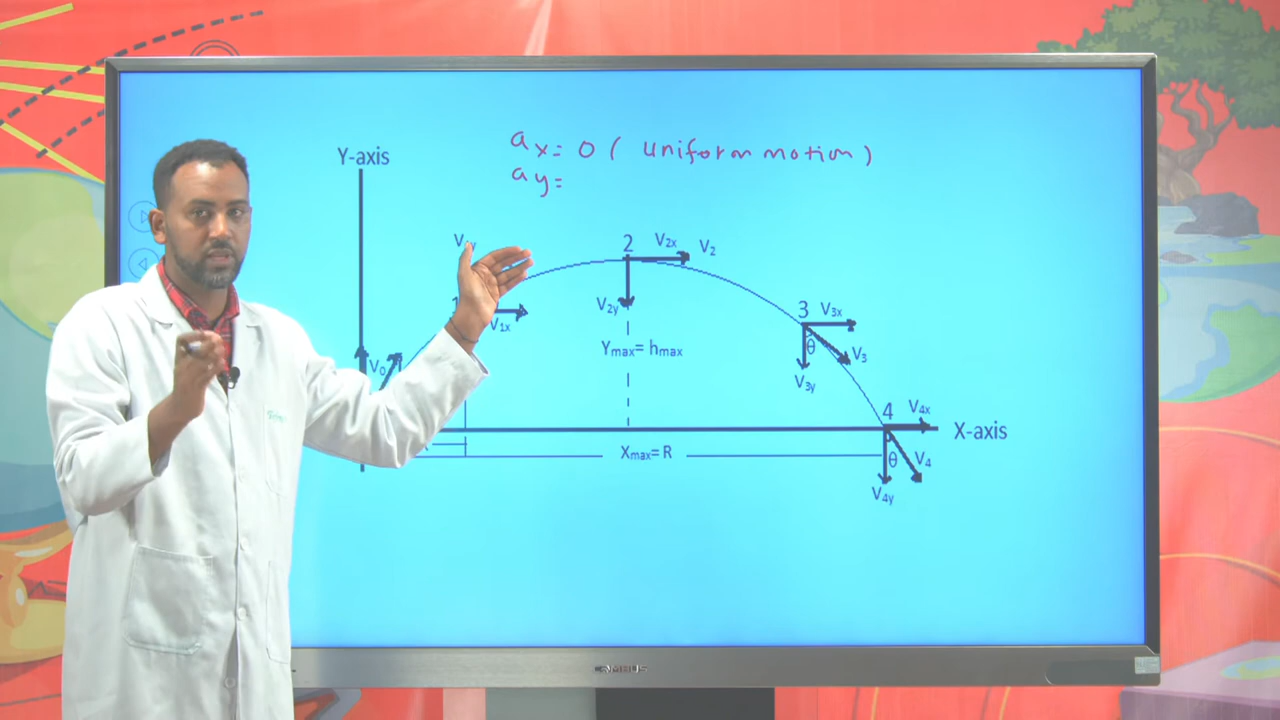 aₓ= 0 ( uniform motion )
Y-axis
ay=
2 V₂ₓ V₂
V₂y
V₁ₓ
3 V₃ₓ
Ymax= hmax
θ V₃
V₀
V₃y
4 V₄ₓ
X-axis
Xmax= R
θ V₄
V₄y